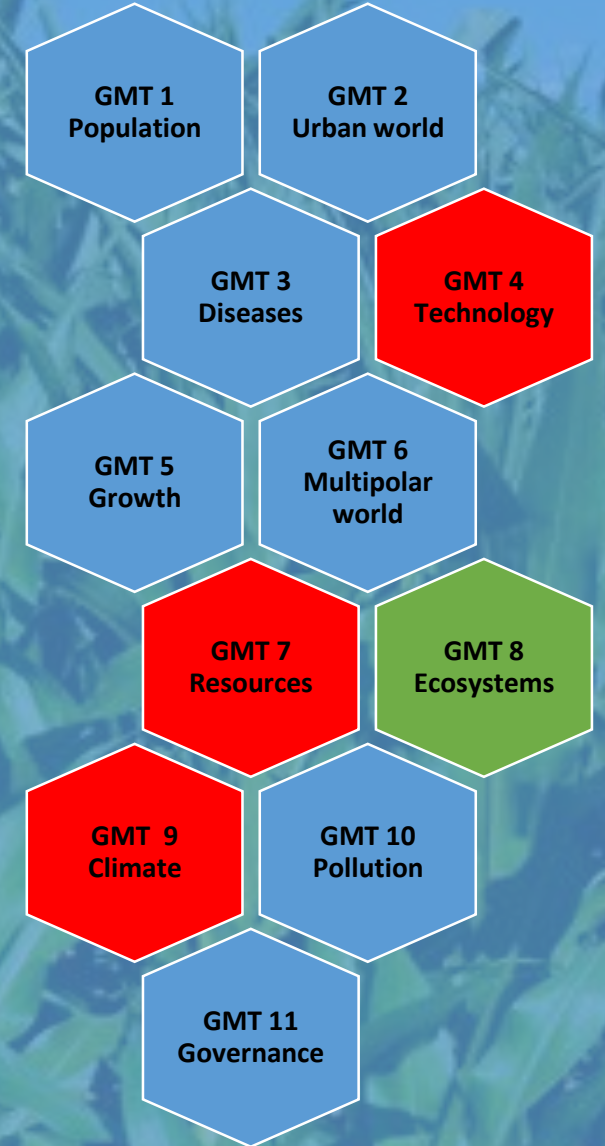 GMT 1
Population
GMT 2
Urban world
GMT 3
Diseases
GMT 4
Technology
GMT 5
Growth
GMT 6
Multipolar
world
GMT 7
Resources
GMT 8
Ecosystems
GMT  9
Climate
GMT 10
Pollution
GMT 11
Governance